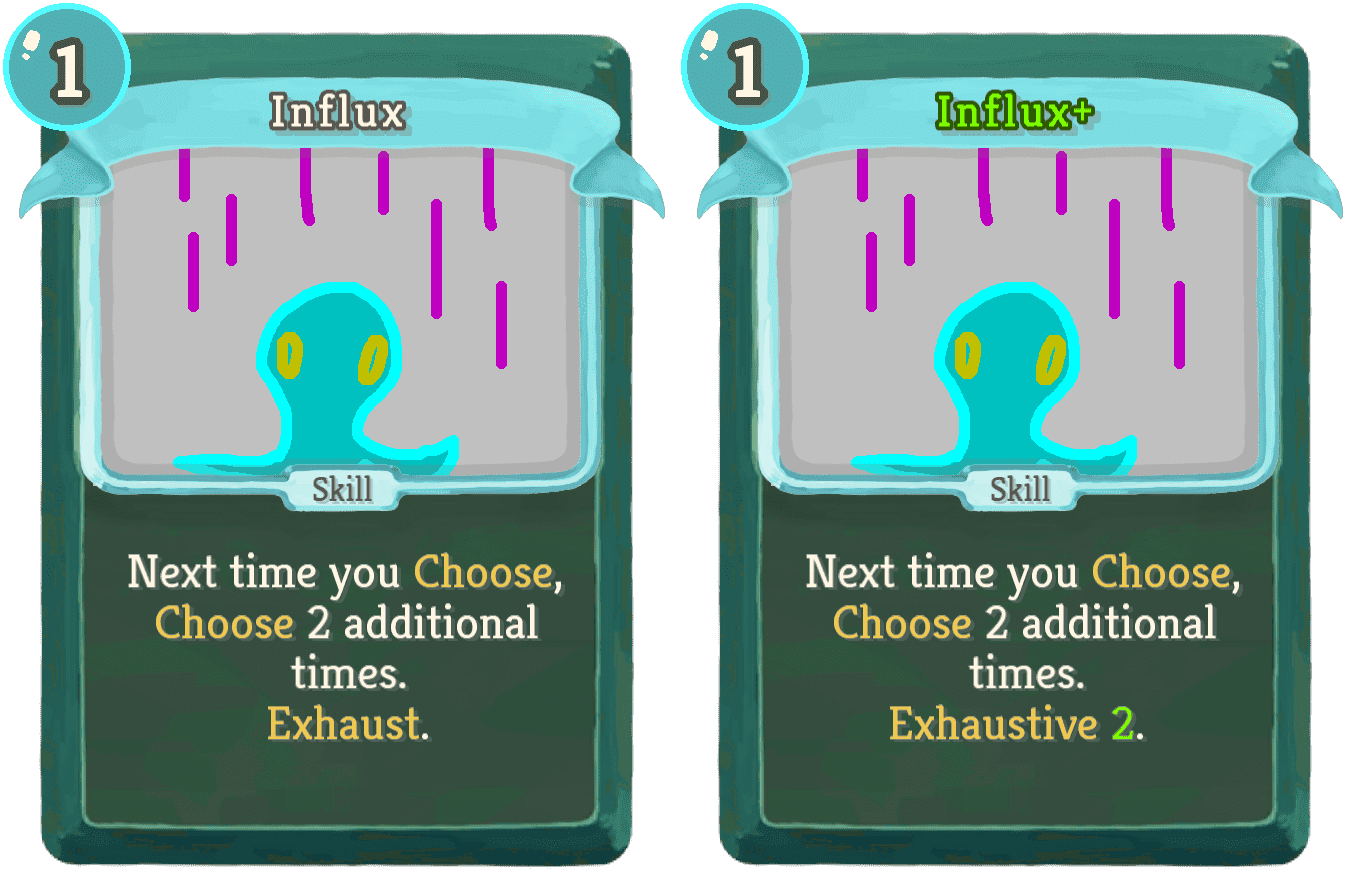 1
Influx
Skill
Next time you Choose,
Choose 2 additional
times.
Exhaust.
1
Influx+
Skill
Next time you Choose,
Choose 2 additional
times.
Exhaustive 2.